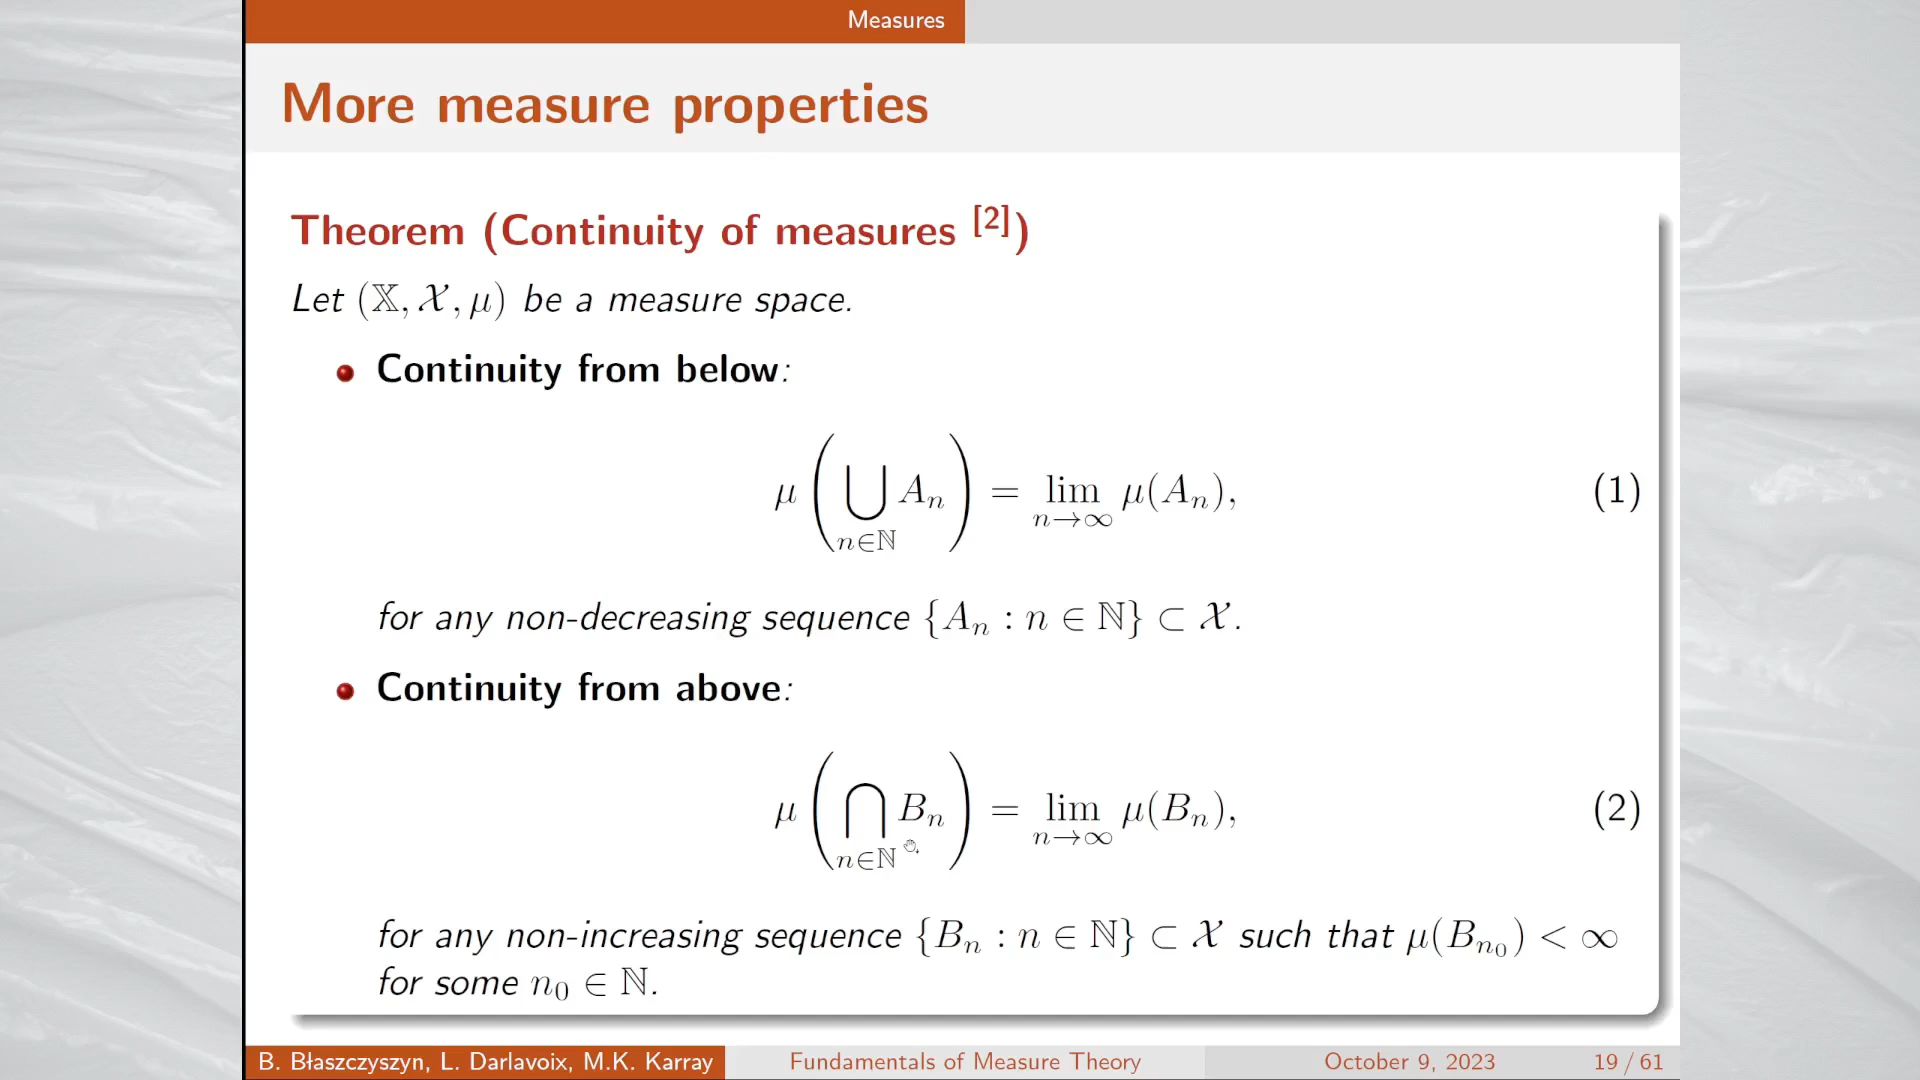 Measures
More measure properties
Theorem (Continuity of measures [2])
Let (𝕏, 𝒳, μ) be a measure space.
Continuity from below:
μ(⋃_{n∈ℕ} A_n) = lim_{n→∞} μ(A_n), (1)
for any non-decreasing sequence {A_n : n ∈ ℕ} ⊂ 𝒳.
Continuity from above:
μ(⋂_{n∈ℕ} B_n) = lim_{n→∞} μ(B_n), (2)
for any non-increasing sequence {B_n : n ∈ ℕ} ⊂ 𝒳 such that μ(B_{n_0}) < ∞
for some n_0 ∈ ℕ.
B. Błaszczyszyn, L. Darlavoix, M.K. Karray Fundamentals of Measure Theory October 9, 2023 19 / 61